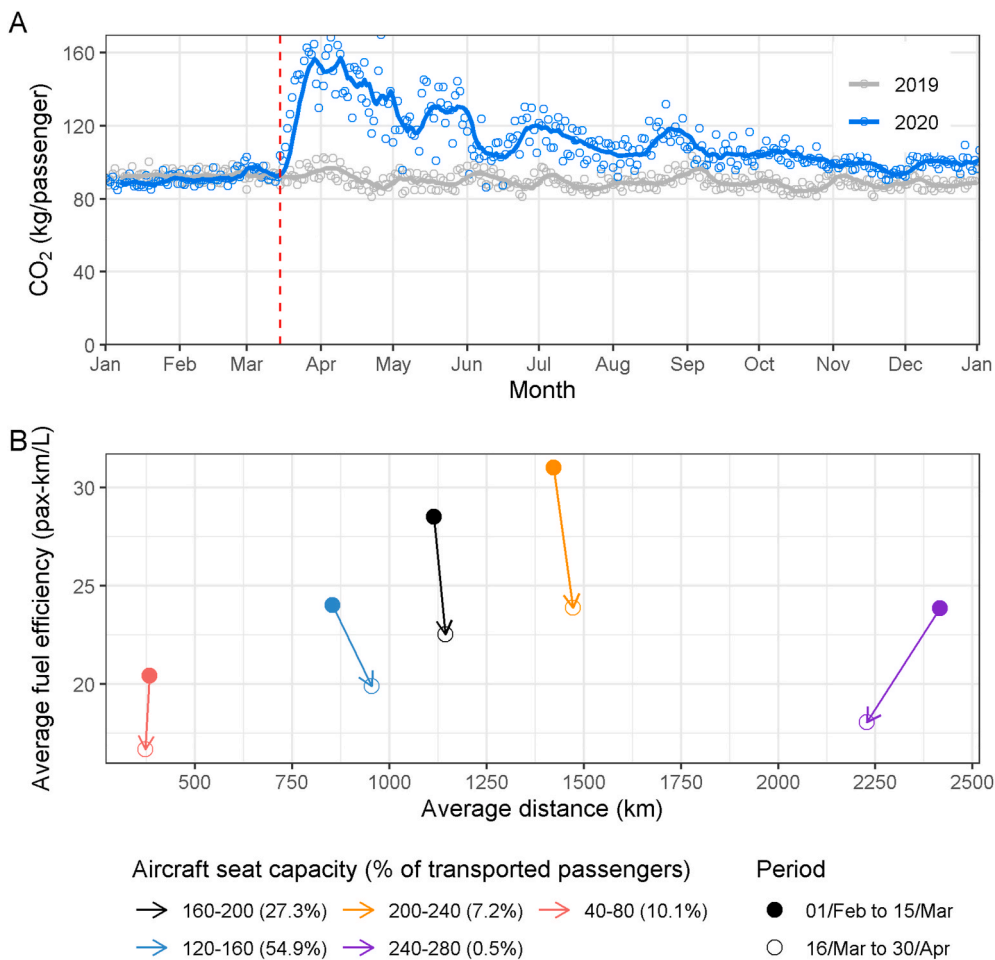 A
CO2 (kg/passenger)
160
120
80
40
0
2019
2020
Jan Feb Mar Apr May Jun Jul Aug Sep Oct Nov Dec Jan
Month
B
Average fuel efficiency (pax-km/L)
30
25
20
500 750 1000 1250 1500 1750 2000 2250 2500
Average distance (km)
Aircraft seat capacity (% of transported passengers)
160-200 (27.3%) 200-240 (7.2%) 40-80 (10.1%)
120-160 (54.9%) 240-280 (0.5%)
Period
01/Feb to 15/Mar
16/Mar to 30/Apr